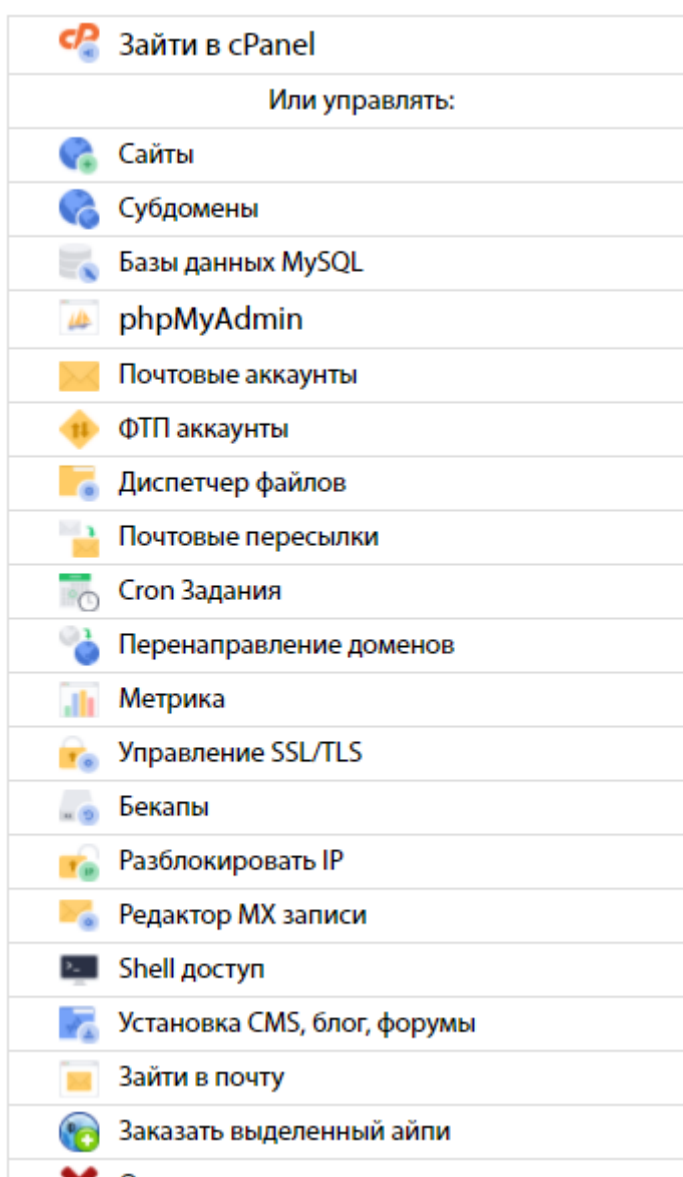 Зайти в cPanel
Или управлять:
Сайты
Субдомены
Базы данных MySQL
phpMyAdmin
Почтовые аккаунты
ФТП аккаунты
Диспетчер файлов
Почтовые пересылки
Cron Задания
Перенаправление доменов
Метрика
Управление SSL/TLS
Бекапы
Разблокировать IP
Редактор MX записи
Shell доступ
Установка CMS, блог, форумы
Зайти в почту
Заказать выделенный айпи